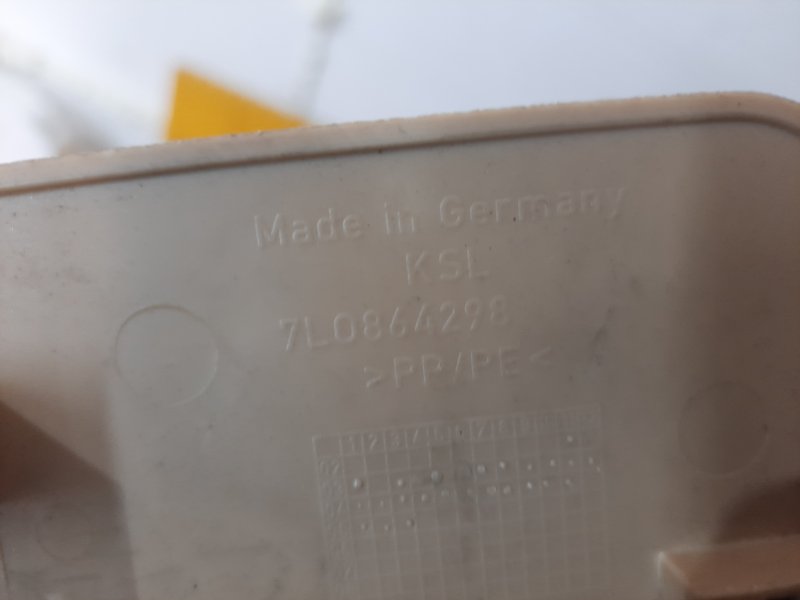 Made in Germany
KSL
7L0864298
>PP/PE<